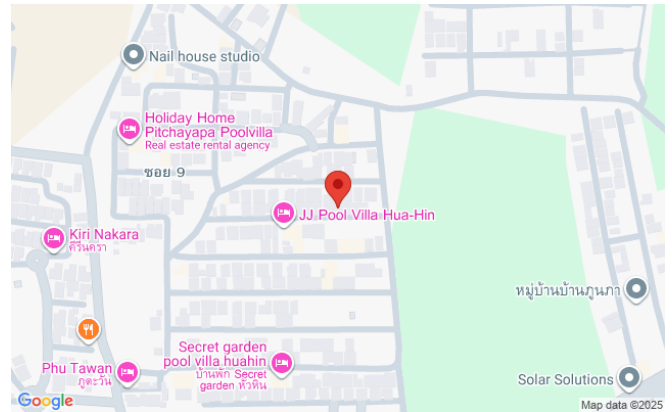 Nail house studio
Holiday Home
Pitchayapa Poolvilla
Real estate rental agency
ซอย 9
JJ Pool Villa Hua-Hin
Kiri Nakara
คีรีนครา
หมู่บ้านบ้านภูนภา
Secret garden
pool villa huahin
บ้านพัก Secret
garden หัวหิน
Phu Tawan
ภูตะวัน
Solar Solutions
Google
Map data ©2025